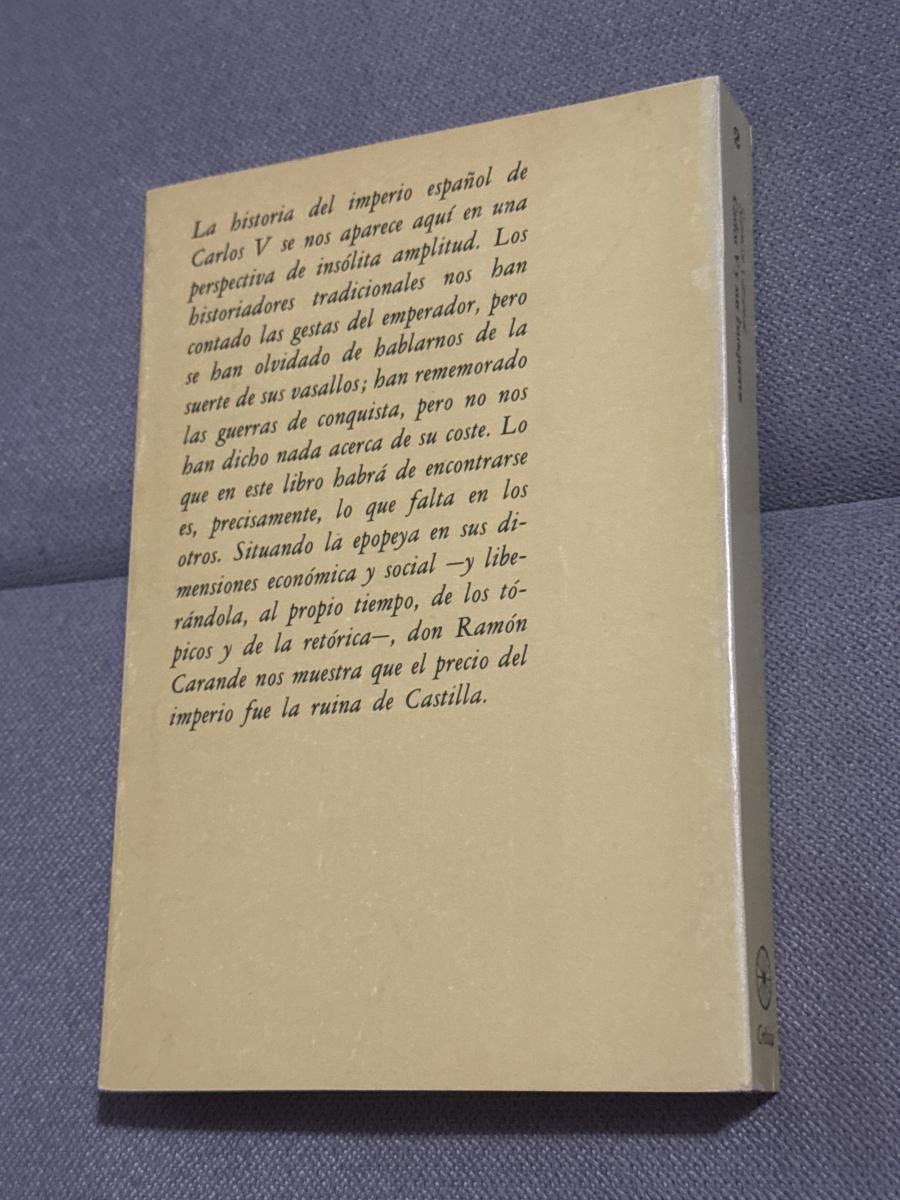 La historia del imperio español de
Carlos V se nos aparece aquí en una
perspectiva de insólita amplitud. Los
historiadores tradicionales nos han
contado las gestas del emperador, pero
se han olvidado de hablarnos de la
suerte de sus vasallos; han rememorado
las guerras de conquista, pero no nos
han dicho nada acerca de su coste. Lo
que en este libro habrá de encontrarse
es, precisamente, lo que falta en los
otros. Situando la epopeya en sus di-
mensiones económica y social —y libe-
rándola, al propio tiempo, de los tó-
picos y de la retórica—, don Ramón
Carande nos muestra que el precio del
imperio fue la ruina de Castilla.
Carlos V y sus banqueros